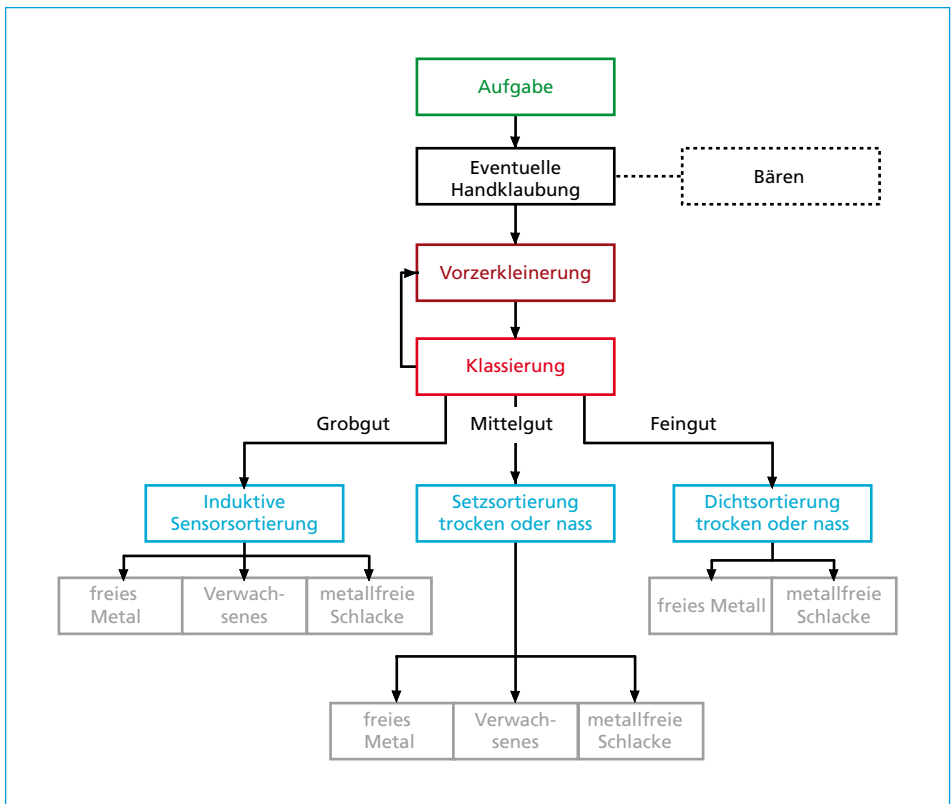 Aufgabe
Eventuelle
Handklaubung
Bären
Vorzerkleinerung
Klassierung
Grobgut
Mittelgut
Feingut
Induktive
Sensorsortierung
Setzsortierung
trocken oder nass
Dichtsortierung
trocken oder nass
freies
Metal
Verwach-
senes
metallfreie
Schlacke
freies Metall
metallfreie
Schlacke
freies
Metal
Verwach-
senes
metallfreie
Schlacke